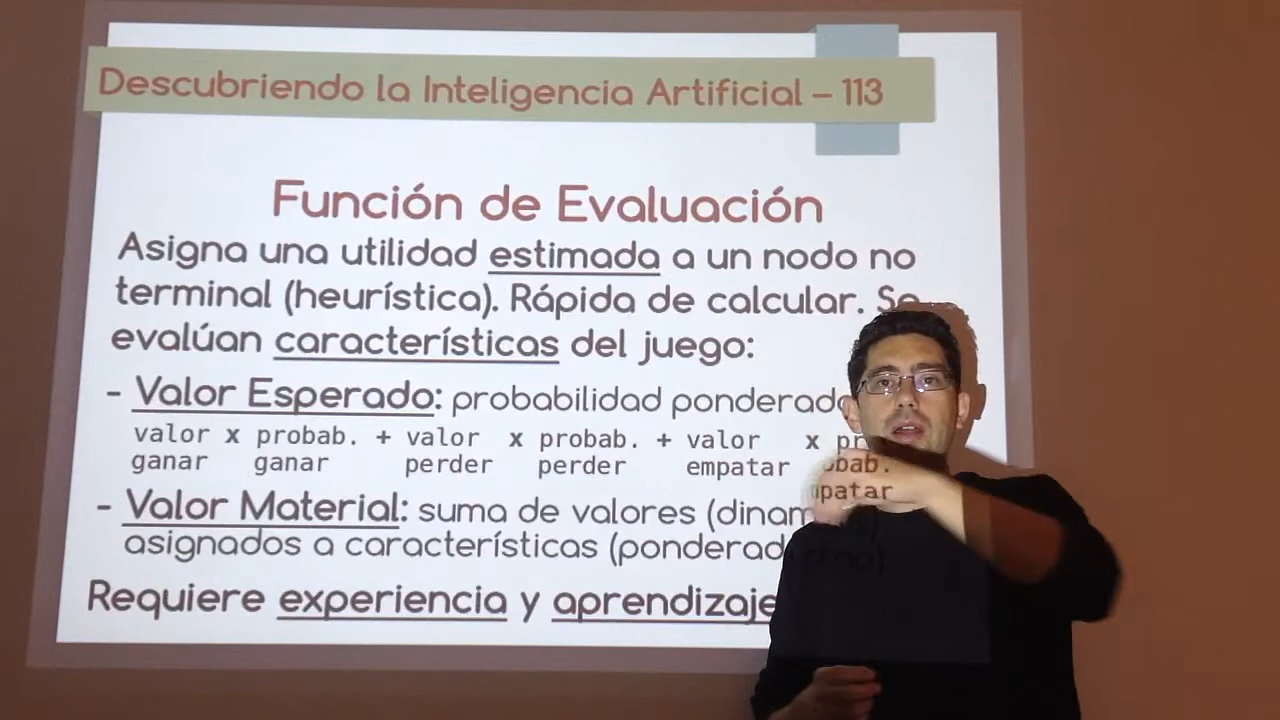 Descubriendo la Inteligencia Artificial – 113
Función de Evaluación
Asigna una utilidad estimada a un nodo no
terminal (heurística). Rápida de calcular. Se
evalúan características del juego:
- Valor Esperado: probabilidad ponderada
valor x probab. + valor x probab. + valor x probab.
ganar ganar perder perder empatar empatar
- Valor Material: suma de valores
asignados a características
Requiere experiencia y aprendizaje